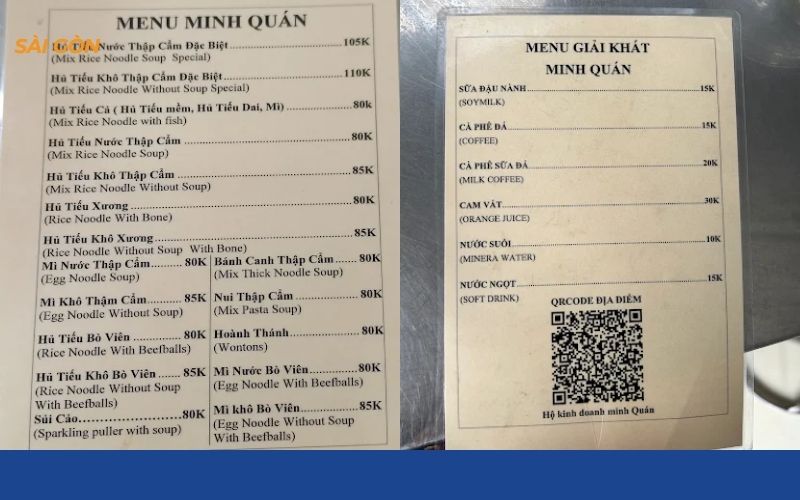 SÀI GÒN
MENU MINH QUÁN
Hủ Tiếu Nước Thập Cẩm Đặc Biệt 105K
(Mix Rice Noodle Soup Special)
Hủ Tiếu Khô Thập Cẩm Đặc Biệt 110K
(Mix Rice Noodle Without Soup Special)
Hủ Tiếu Cá ( Hủ Tiếu mềm, Hủ Tiếu Dai, Mì) 80k
(Mix Rice Noodle with fish)
Hủ Tiếu Nước Thập Cẩm 80K
(Mix Rice Noodle Soup)
Hủ Tiếu Khô Thập Cẩm 85K
(Mix Rice Noodle Without Soup)
Hủ Tiếu Xương 80K
(Rice Noodle With Bone)
Hủ Tiếu Khô Xương 85K
(Rice Noodle Without Soup With Bone)
Mì Nước Thập Cẩm 80K
(Egg Noodle Soup)
Mì Khô Thậm Cẩm 85K
(Egg Noodle Without Soup)
Hủ Tiếu Bò Viên 80K
(Rice Noodle With Beefballs)
Hủ Tiếu Khô Bò Viên 85K
(Rice Noodle Without Soup
With Beefballs)
Súi Cảo 80K
(Sparkling puller with soup)
Bánh Canh Thập Cẩm 80K
(Mix Thick Noodle Soup)
Nui Thập Cẩm 80K
(Mix Pasta Soup)
Hoành Thánh 80K
(Wontons)
Mì Nước Bò Viên 80K
(Egg Noodle With Beefballs)
Mì khô Bò Viên 85K
(Egg Noodle Without Soup
With Beefballs)
MENU GIẢI KHÁT
MINH QUÁN
SỮA ĐẬU NÀNH 15K
(SOYMILK)
CÀ PHÊ ĐÁ 15K
(COFFEE)
CÀ PHÊ SỮA ĐÁ 20K
(MILK COFFEE)
CAM VẮT 30K
(ORANGE JUICE)
NƯỚC SUỐI 10K
(MINERA WATER)
NƯỚC NGỌT 15K
(SOFT DRINK)
QRCODE ĐỊA ĐIỂM
Hộ kinh doanh minh Quán